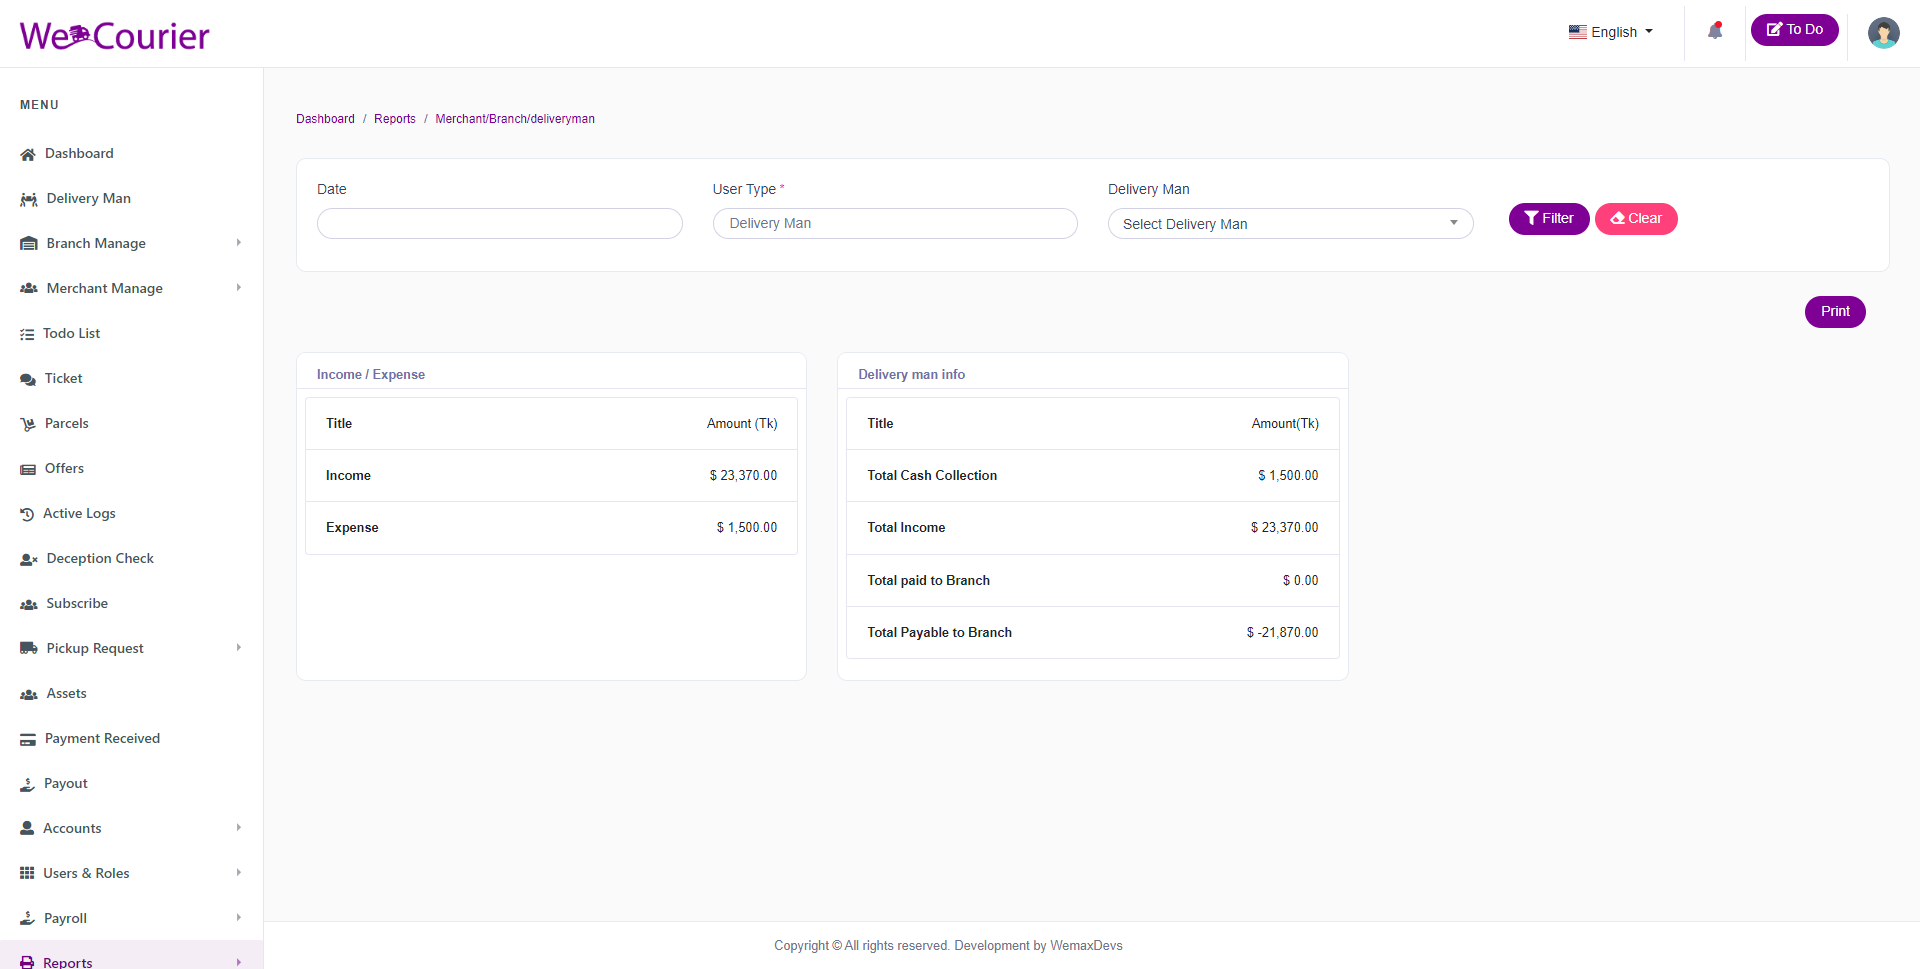 We Courier
English
To Do
MENU
Dashboard
Delivery Man
Branch Manage
Merchant Manage
Todo List
Ticket
Parcels
Offers
Active Logs
Deception Check
Subscribe
Pickup Request
Assets
Payment Received
Payout
Accounts
Users & Roles
Payroll
Reports
Dashboard / Reports / Merchant/Branch/deliveryman
Date
User Type *
Delivery Man
Delivery Man
Select Delivery Man
Filter
Clear
Print
Income / Expense
Title Amount (Tk)
Income $ 23,370.00
Expense $ 1,500.00
Delivery man info
Title Amount(Tk)
Total Cash Collection $ 1,500.00
Total Income $ 23,370.00
Total paid to Branch $ 0.00
Total Payable to Branch $ -21,870.00
Copyright © All rights reserved. Development by WemaxDevs